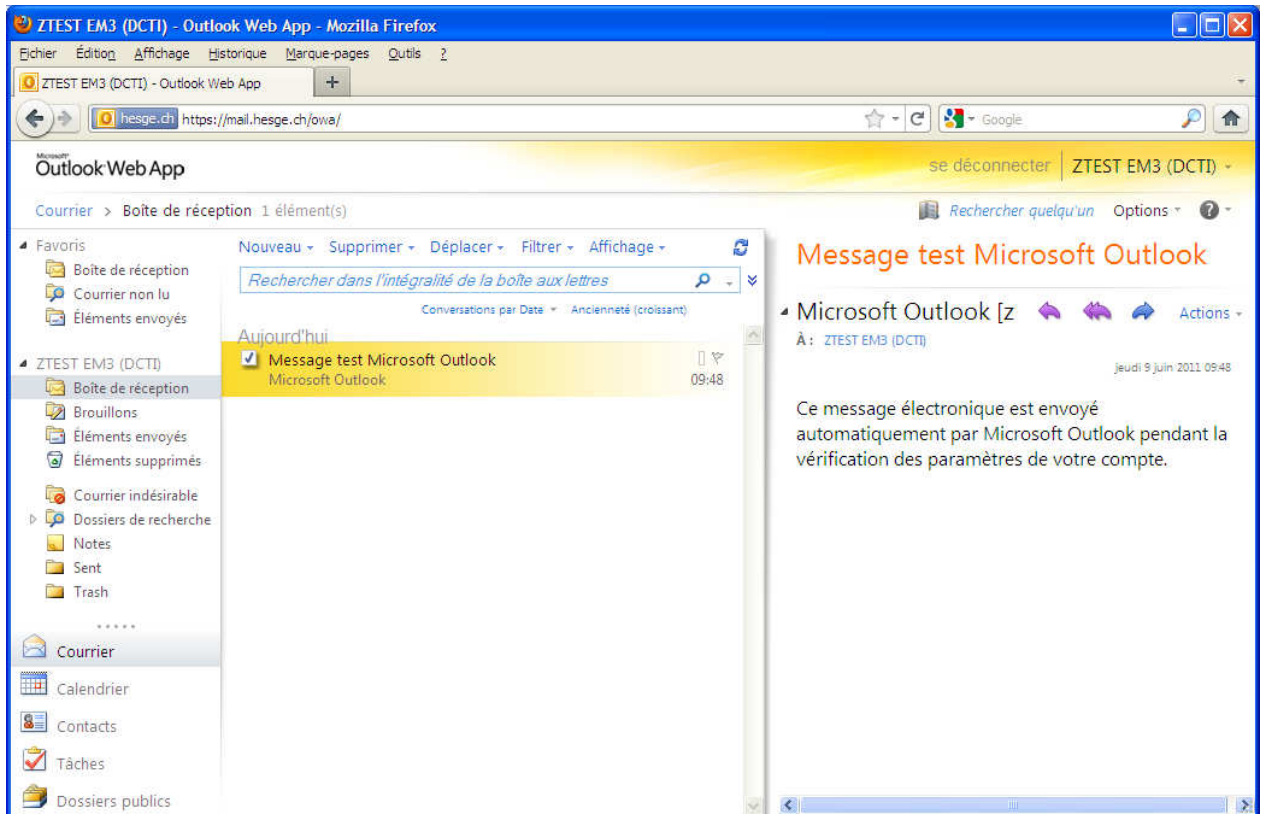 ZTEST EM3 (DCTI) - Outlook Web App - Mozilla Firefox
Fichier Édition Affichage Historique Marque-pages Outils ?
ZTEST EM3 (DCTI) - Outlook Web App +
hesge.ch https://mail.hesge.ch/owa/ Google
Microsoft
Outlook Web App
se déconnecter ZTEST EM3 (DCTI)
Courrier > Boîte de réception 1 élément(s)
Rechercher quelqu'un Options ?
Favoris
Boîte de réception
Courrier non lu
Éléments envoyés
ZTEST EM3 (DCTI)
Boîte de réception
Brouillons
Éléments envoyés
Éléments supprimés
Courrier indésirable
Dossiers de recherche
Notes
Sent
Trash
Courrier
Calendrier
Contacts
Tâches
Dossiers publics
Nouveau Supprimer Déplacer Filtrer Affichage
Rechercher dans l'intégralité de la boîte aux lettres
Conversations par Date Ancienneté (croissant)
Aujourd'hui
Message test Microsoft Outlook
Microsoft Outlook 09:48
Message test Microsoft Outlook
Microsoft Outlook [z Actions
À : ZTEST EM3 (DCTI)
jeudi 9 juin 2011 09:48
Ce message électronique est envoyé
automatiquement par Microsoft Outlook pendant la
vérification des paramètres de votre compte.